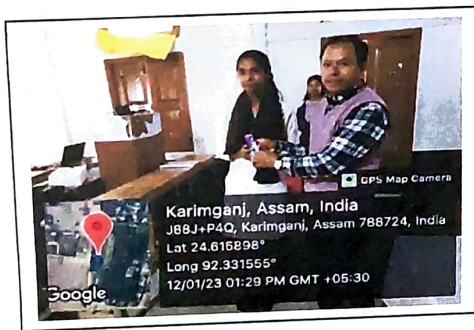 GPS Map Camera
Karimganj, Assam, India
J88J+P4Q, Karimganj, Assam 788724, India
Lat 24.615898°
Long 92.331555°
12/01/23 01:29 PM GMT +05:30
Google